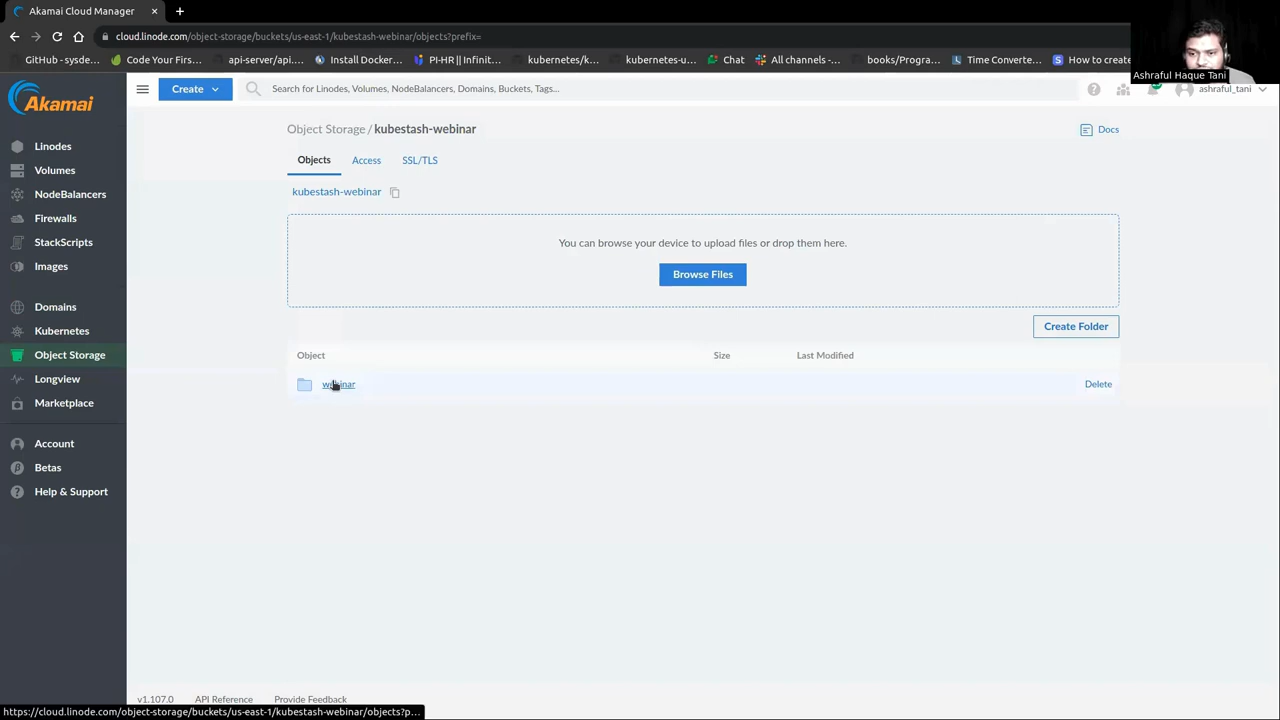 Akamai Cloud Manager
cloud.linode.com/object-storage/buckets/us-east-1/kubestash-webinar/objects?prefix=
GitHub - sysde... Code Your First... api-server/api.... Install Docker... PI-HR || Infinit... kubernetes/k... kubernetes-u... Chat All channels -... books/Progra... Time Converte... How to create
Ashraful Haque Tani
Akamai
Create
Search for Linodes, Volumes, NodeBalancers, Domains, Buckets, Tags...
ashraful_tani
Linodes
Volumes
NodeBalancers
Firewalls
StackScripts
Images
Domains
Kubernetes
Object Storage
Longview
Marketplace
Account
Betas
Help & Support
Object Storage / kubestash-webinar
Docs
Objects Access SSL/TLS
kubestash-webinar
You can browse your device to upload files or drop them here.
Browse Files
Create Folder
Object Size Last Modified
webinar Delete
v1.107.0 API Reference Provide Feedback
https://cloud.linode.com/object-storage/buckets/us-east-1/kubestash-webinar/objects?p...